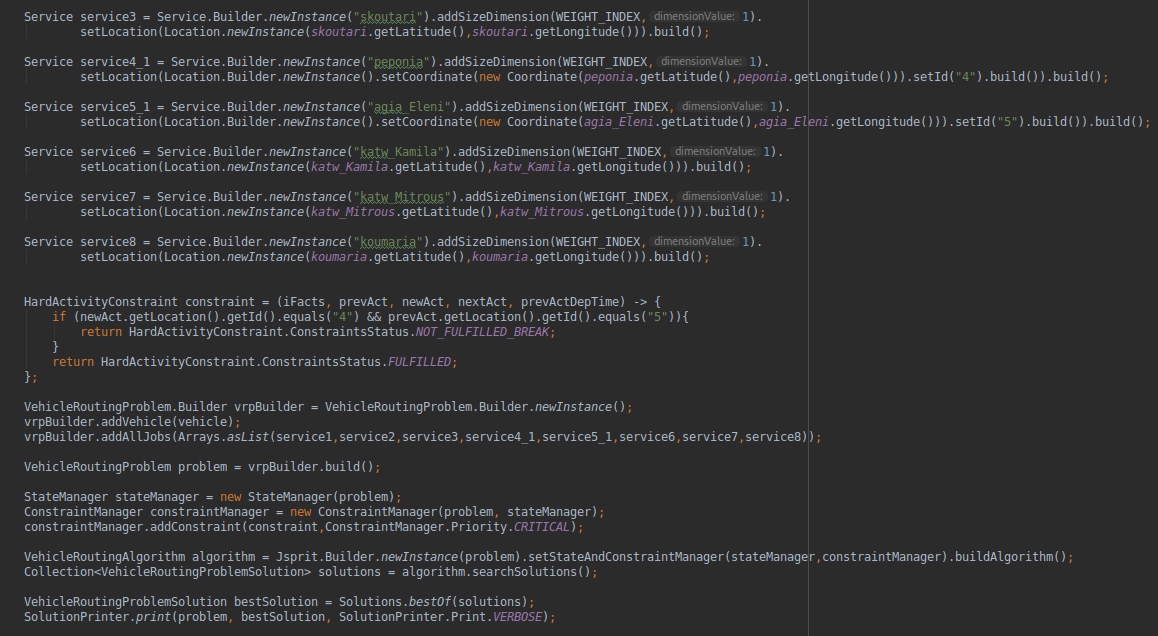 Service service3 = Service.Builder.newInstance("skoutari").addSizeDimension(WEIGHT_INDEX, dimensionValue: 1).
setLocation(Location.newInstance(skoutari.getLatitude(),skoutari.getLongitude())).build();
Service service4_1 = Service.Builder.newInstance("peponia").addSizeDimension(WEIGHT_INDEX, dimensionValue: 1).
setLocation(Location.Builder.newInstance().setCoordinate(new Coordinate(peponia.getLatitude(),peponia.getLongitude())).setId("4").build()).build();
Service service5_1 = Service.Builder.newInstance("agia_Eleni").addSizeDimension(WEIGHT_INDEX, dimensionValue: 1).
setLocation(Location.Builder.newInstance().setCoordinate(new Coordinate(agia_Eleni.getLatitude(),agia_Eleni.getLongitude())).setId("5").build()).build();
Service service6 = Service.Builder.newInstance("katw_Kamila").addSizeDimension(WEIGHT_INDEX, dimensionValue: 1).
setLocation(Location.newInstance(katw_Kamila.getLatitude(),katw_Kamila.getLongitude())).build();
Service service7 = Service.Builder.newInstance("katw_Mitrous").addSizeDimension(WEIGHT_INDEX, dimensionValue: 1).
setLocation(Location.newInstance(katw_Mitrous.getLatitude(),katw_Mitrous.getLongitude())).build();
Service service8 = Service.Builder.newInstance("koumaria").addSizeDimension(WEIGHT_INDEX, dimensionValue: 1).
setLocation(Location.newInstance(koumaria.getLatitude(),koumaria.getLongitude())).build();
HardActivityConstraint constraint = (iFacts, prevAct, newAct, nextAct, prevActDepTime) -> {
if (newAct.getLocation().getId().equals("4") && prevAct.getLocation().getId().equals("5")){
return HardActivityConstraint.ConstraintsStatus.NOT_FULFILLED_BREAK;
}
return HardActivityConstraint.ConstraintsStatus.FULFILLED;
};
VehicleRoutingProblem.Builder vrpBuilder = VehicleRoutingProblem.Builder.newInstance();
vrpBuilder.addVehicle(vehicle);
vrpBuilder.addAllJobs(Arrays.asList(service1,service2,service3,service4_1,service5_1,service6,service7,service8));
VehicleRoutingProblem problem = vrpBuilder.build();
StateManager stateManager = new StateManager(problem);
ConstraintManager constraintManager = new ConstraintManager(problem, stateManager);
constraintManager.addConstraint(constraint,ConstraintManager.Priority.CRITICAL);
VehicleRoutingAlgorithm algorithm = Jsprit.Builder.newInstance(problem).setStateAndConstraintManager(stateManager,constraintManager).buildAlgorithm();
Collection<VehicleRoutingProblemSolution> solutions = algorithm.searchSolutions();
VehicleRoutingProblemSolution bestSolution = Solutions.bestOf(solutions);
SolutionPrinter.print(problem, bestSolution, SolutionPrinter.Print.VERBOSE);